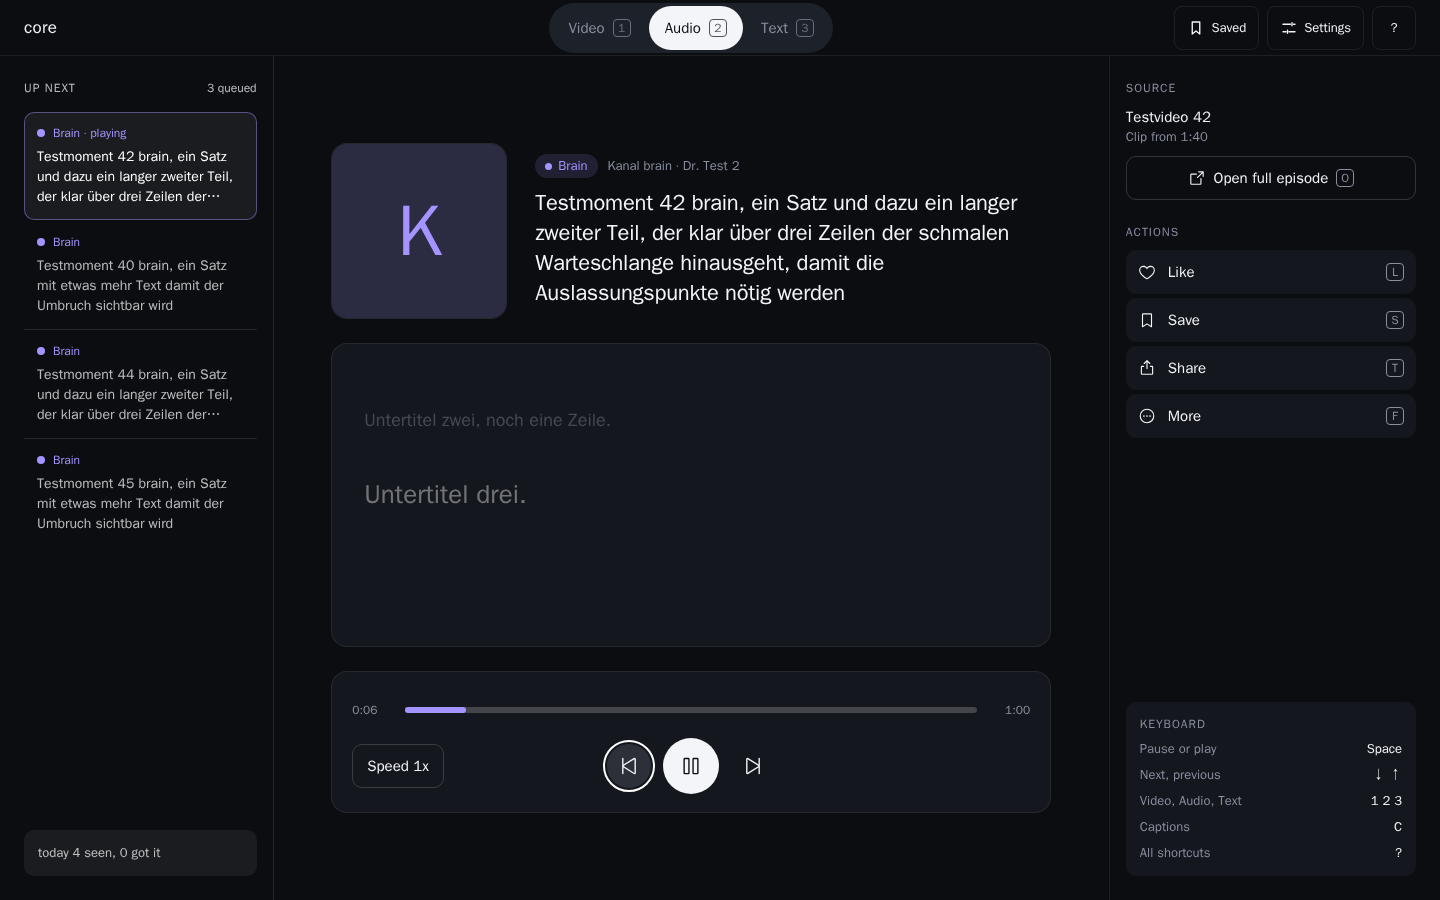 core
Video 1
Audio 2
Text 3
Saved
Settings
?
UP NEXT
3 queued
Brain · playing
Testmoment 42 brain, ein Satz
und dazu ein langer zweiter Teil,
der klar über drei Zeilen der…
Brain
Testmoment 40 brain, ein Satz
mit etwas mehr Text damit der
Umbruch sichtbar wird
Brain
Testmoment 44 brain, ein Satz
und dazu ein langer zweiter Teil,
der klar über drei Zeilen der…
Brain
Testmoment 45 brain, ein Satz
mit etwas mehr Text damit der
Umbruch sichtbar wird
today 4 seen, 0 got it
K
Brain
Kanal brain · Dr. Test 2
Testmoment 42 brain, ein Satz und dazu ein langer
zweiter Teil, der klar über drei Zeilen der schmalen
Warteschlange hinausgeht, damit die
Auslassungspunkte nötig werden
Untertitel zwei, noch eine Zeile.
Untertitel drei.
0:06
1:00
Speed 1x
SOURCE
Testvideo 42
Clip from 1:40
Open full episode O
ACTIONS
Like L
Save S
Share T
More F
KEYBOARD
Pause or play Space
Next, previous ↓ ↑
Video, Audio, Text 1 2 3
Captions C
All shortcuts ?